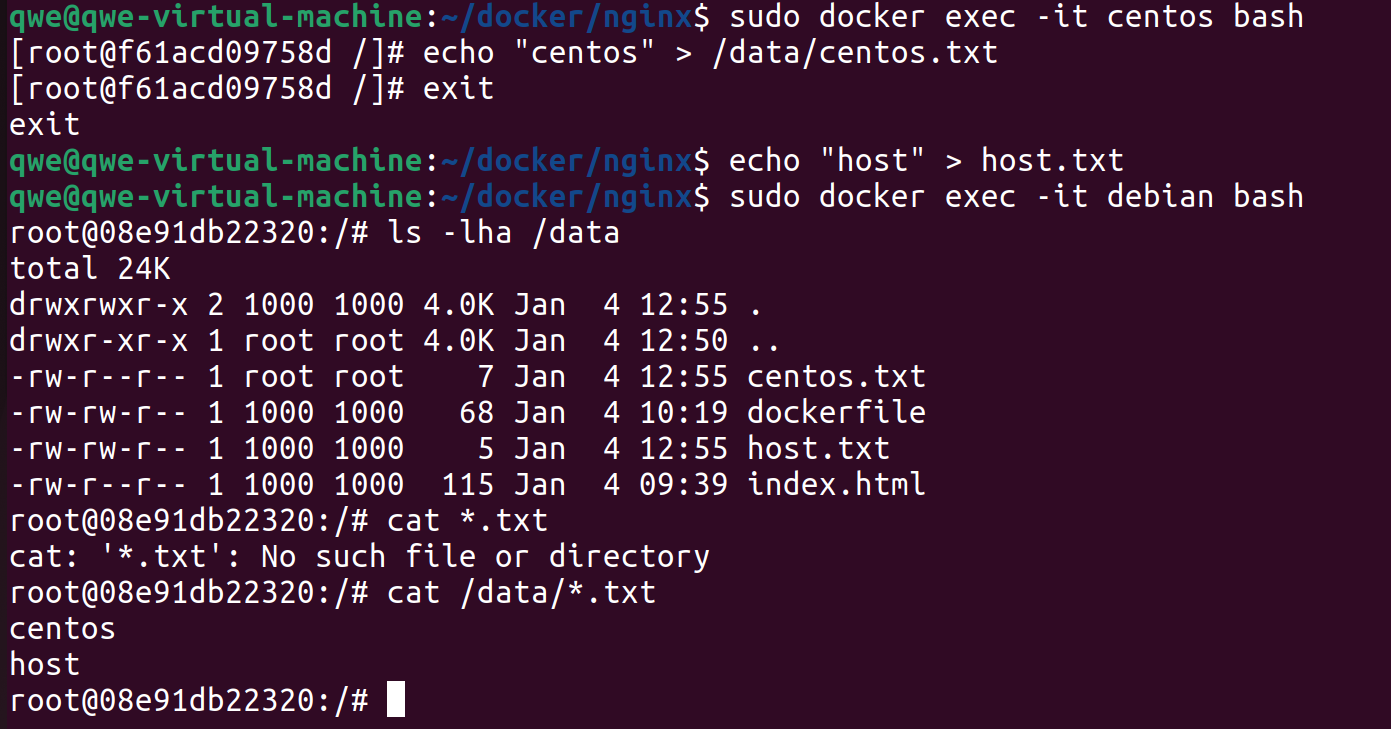 qwe@qwe-virtual-machine:~/docker/nginx$ sudo docker exec -it centos bash
[root@f61acd09758d /]# echo "centos" > /data/centos.txt
[root@f61acd09758d /]# exit
exit
qwe@qwe-virtual-machine:~/docker/nginx$ echo "host" > host.txt
qwe@qwe-virtual-machine:~/docker/nginx$ sudo docker exec -it debian bash
root@08e91db22320:/# ls -lha /data
total 24K
drwxrwxr-x 2 1000 1000 4.0K Jan  4 12:55 .
drwxr-xr-x 1 root root 4.0K Jan  4 12:50 ..
-rw-r--r-- 1 root root    7 Jan  4 12:55 centos.txt
-rw-rw-r-- 1 1000 1000   68 Jan  4 10:19 dockerfile
-rw-rw-r-- 1 1000 1000    5 Jan  4 12:55 host.txt
-rw-r--r-- 1 1000 1000  115 Jan  4 09:39 index.html
root@08e91db22320:/# cat *.txt
cat: '*.txt': No such file or directory
root@08e91db22320:/# cat /data/*.txt
centos
host
root@08e91db22320:/#